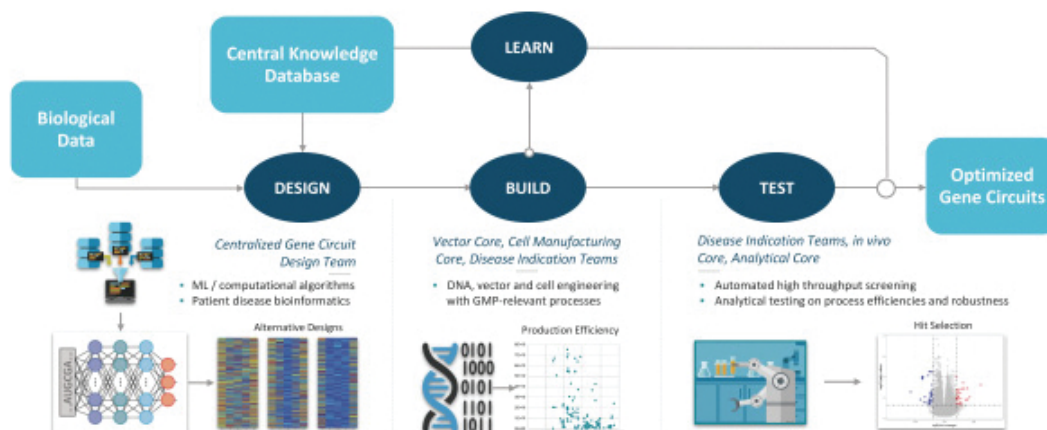 Central Knowledge
Database
LEARN
Biological
Data
DESIGN
BUILD
TEST
Optimized
Gene Circuits
Centralized Gene Circuit
Design Team
• ML / computational algorithms
• Patient disease bioinformatics
Vector Core, Cell Manufacturing
Core, Disease Indication Teams
• DNA, vector and cell engineering
with GMP-relevant processes
Disease Indication Teams, in vivo
Core, Analytical Core
• Automated high throughput screening
• Analytical testing on process efficiencies and robustness
...AUGCGA...
Alternative Designs
0101
1000
0101
1101
0101
Production Efficiency
Hit Selection